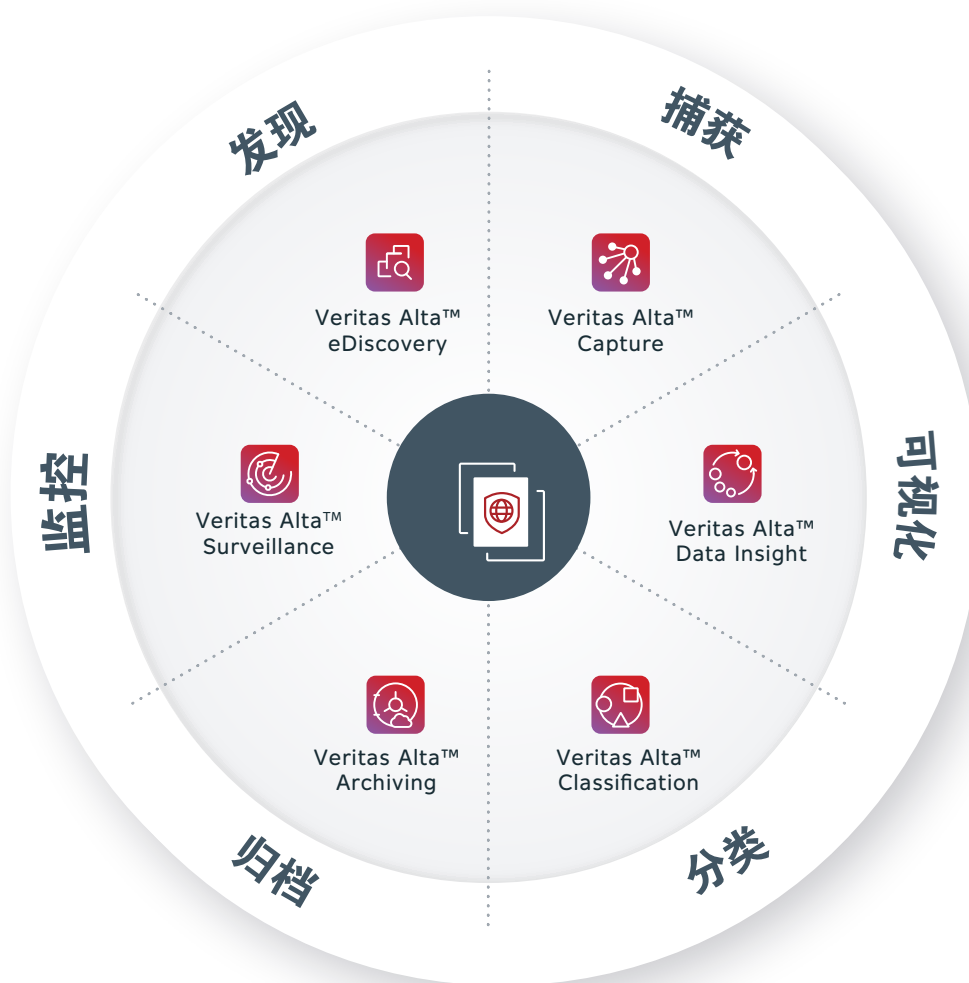 发现
捕获
Veritas Alta™
eDiscovery
Veritas Alta™
Capture
监控
可视化
Veritas Alta™
Surveillance
Veritas Alta™
Data Insight
Veritas Alta™
Archiving
Veritas Alta™
Classification
归档
分类